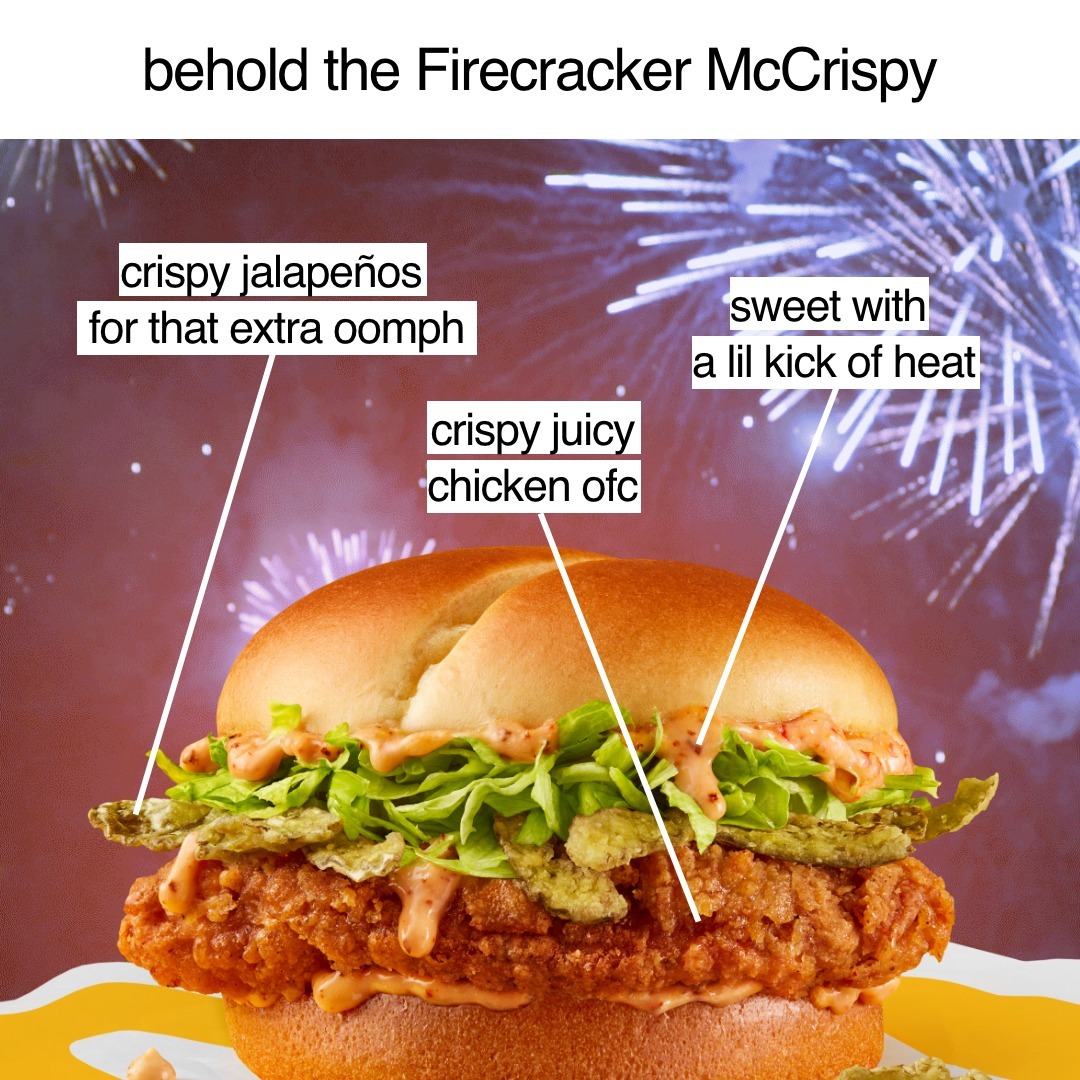 behold the Firecracker McCrispy
crispy jalapeños
for that extra oomph
sweet with
a lil kick of heat
crispy juicy
chicken ofc